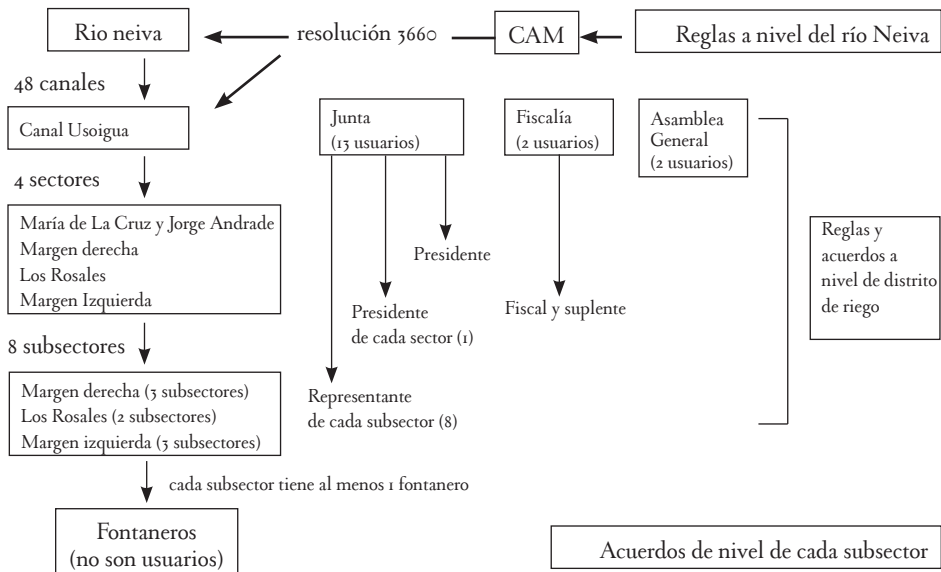 Rio neiva
resolución 3660
CAM
Reglas a nivel del río Neiva
48 canales
Canal Usoigua
Junta
(13 usuarios)
Fiscalía
(2 usuarios)
Asamblea
General
(2 usuarios)
4 sectores
María de La Cruz y Jorge Andrade
Margen derecha
Los Rosales
Margen Izquierda
Presidente
Presidente
de cada sector (1)
Fiscal y suplente
Reglas y
acuerdos a
nivel de distrito
de riego
8 subsectores
Margen derecha (3 subsectores)
Los Rosales (2 subsectores)
Margen izquierda (3 subsectores)
Representante
de cada subsector (8)
cada subsector tiene al menos 1 fontanero
Fontaneros
(no son usuarios)
Acuerdos de nivel de cada subsector